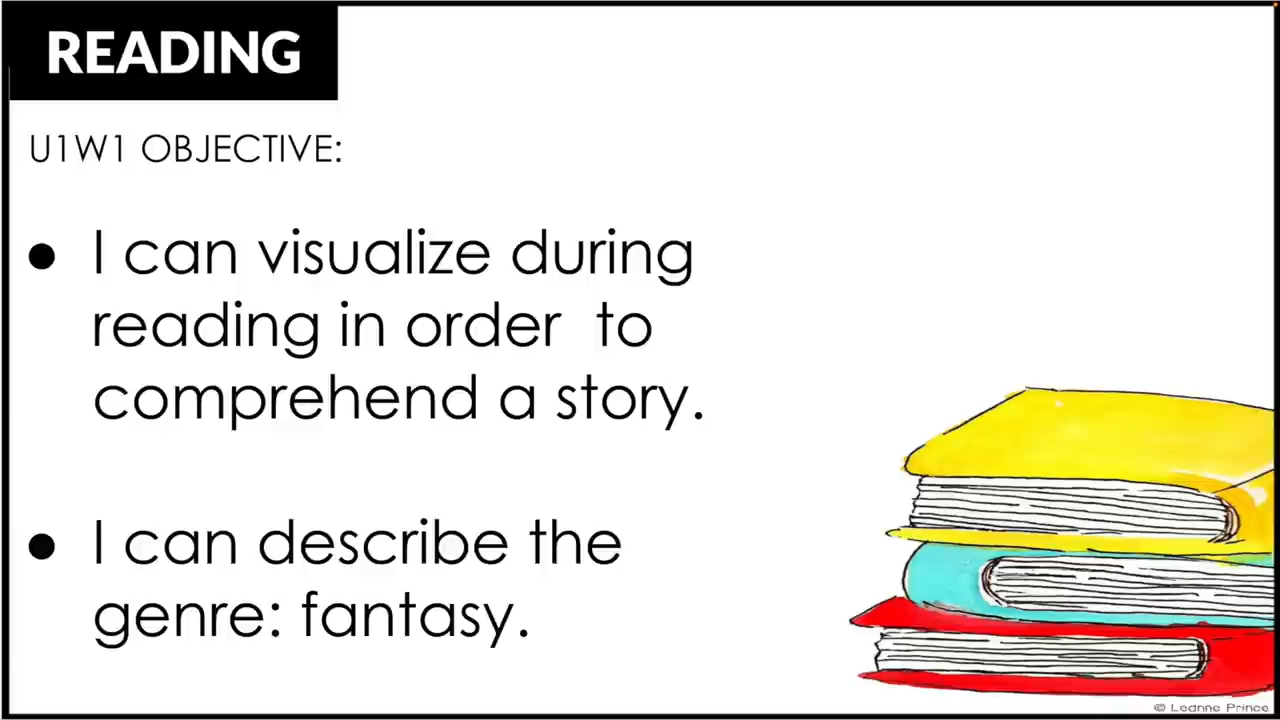 READING
U1W1 OBJECTIVE:
● I can visualize during
reading in order  to
comprehend a story.
● I can describe the
genre: fantasy.
© Leanne Prince